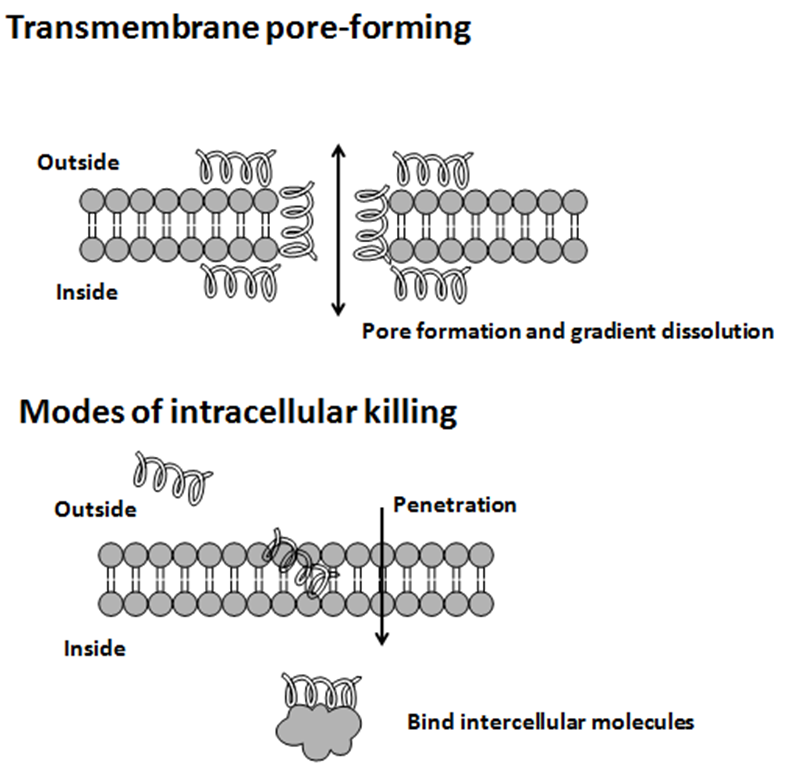 Transmembrane pore-forming
Outside
Inside
Pore formation and gradient dissolution
Modes of intracellular killing
Outside
Penetration
Inside
Bind intercellular molecules